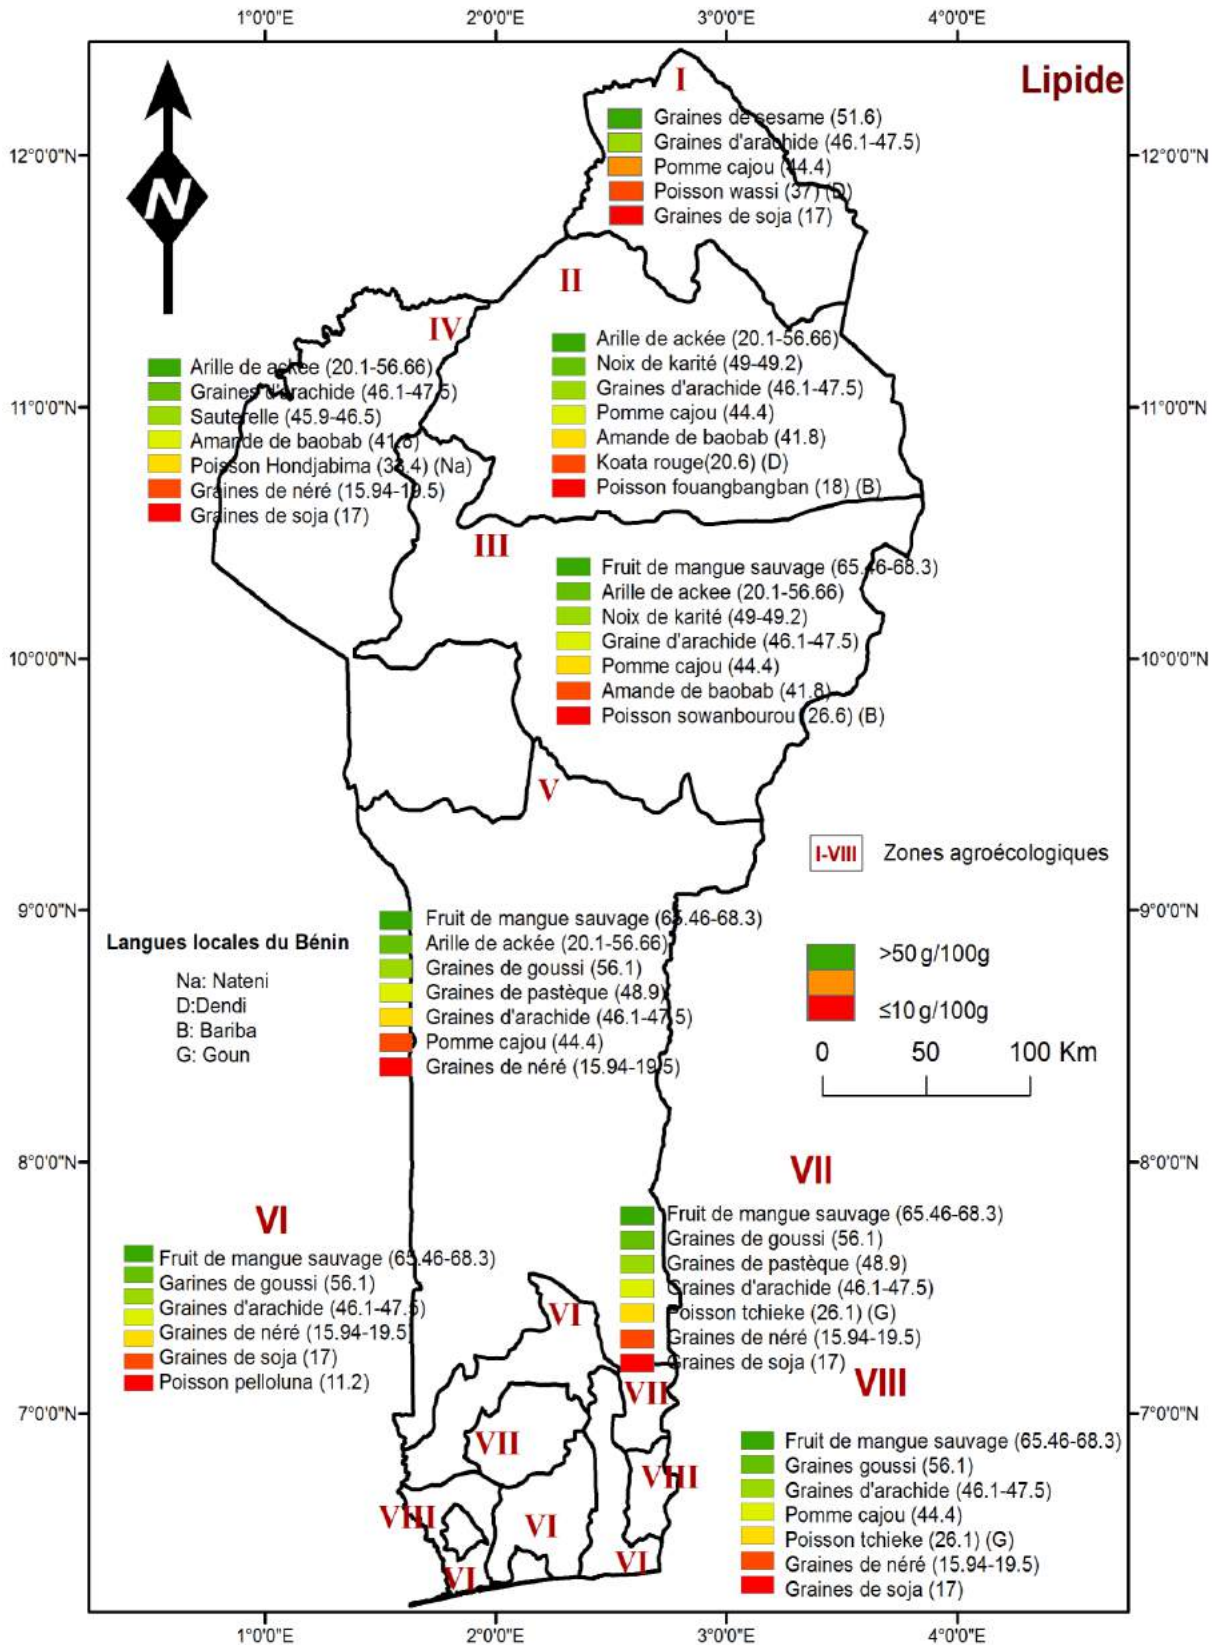 1°0'0"E 2°0'0"E 3°0'0"E 4°0'0"E
Lipide
I
Graines de sesame (51.6)
Graines d'arachide (46.1-47.5)
Pomme cajou (44.4)
Poisson wassi (37) (D)
Graines de soja (17)
12°0'0"N 12°0'0"N
N
II
Arille de ackée (20.1-56.66)
Noix de karité (49-49.2)
Graines d'arachide (46.1-47.5)
Pomme cajou (44.4)
Amande de baobab (41.8)
Koata rouge(20.6) (D)
Poisson fouangbangban (18) (B)
IV
Arille de ackée (20.1-56.66)
Graines d'arachide (46.1-47.5)
Sauterelle (45.9-46.5)
Amande de baobab (41.8)
Poisson Hondjabima (33.4) (Na)
Graines de néré (15.94-19.5)
Graines de soja (17)
11°0'0"N 11°0'0"N
III
Fruit de mangue sauvage (65.46-68.3)
Arille de ackee (20.1-56.66)
Noix de karité (49-49.2)
Graine d'arachide (46.1-47.5)
Pomme cajou (44.4)
Amande de baobab (41.8)
Poisson sowanbourou (26.6) (B)
10°0'0"N 10°0'0"N
V
I-VIII Zones agroécologiques
9°0'0"N 9°0'0"N
Fruit de mangue sauvage (65.46-68.3)
Arille de ackée (20.1-56.66)
Graines de goussi (56.1)
Graines de pastèque (48.9)
Graines d'arachide (46.1-47.5)
Pomme cajou (44.4)
Graines de néré (15.94-19.5)
Langues locales du Bénin
Na: Nateni
D:Dendi
B: Bariba
G: Goun
>50 g/100g
≤10 g/100g
0 50 100 Km
8°0'0"N 8°0'0"N
VI
Fruit de mangue sauvage (65.46-68.3)
Garines de goussi (56.1)
Graines d'arachide (46.1-47.5)
Graines de néré (15.94-19.5)
Graines de soja (17)
Poisson pelloluna (11.2)
VII
Fruit de mangue sauvage (65.46-68.3)
Graines de goussi (56.1)
Graines de pastèque (48.9)
Graines d'arachide (46.1-47.5)
Poisson tchieke (26.1) (G)
Graines de néré (15.94-19.5)
Graines de soja (17)
VIII
Fruit de mangue sauvage (65.46-68.3)
Graines goussi (56.1)
Graines d'arachide (46.1-47.5)
Pomme cajou (44.4)
Poisson tchieke (26.1) (G)
Graines de néré (15.94-19.5)
Graines de soja (17)
7°0'0"N 7°0'0"N
VI
VII
VII
VIII
VIII
VI
VI
VI
1°0'0"E 2°0'0"E 3°0'0"E 4°0'0"E